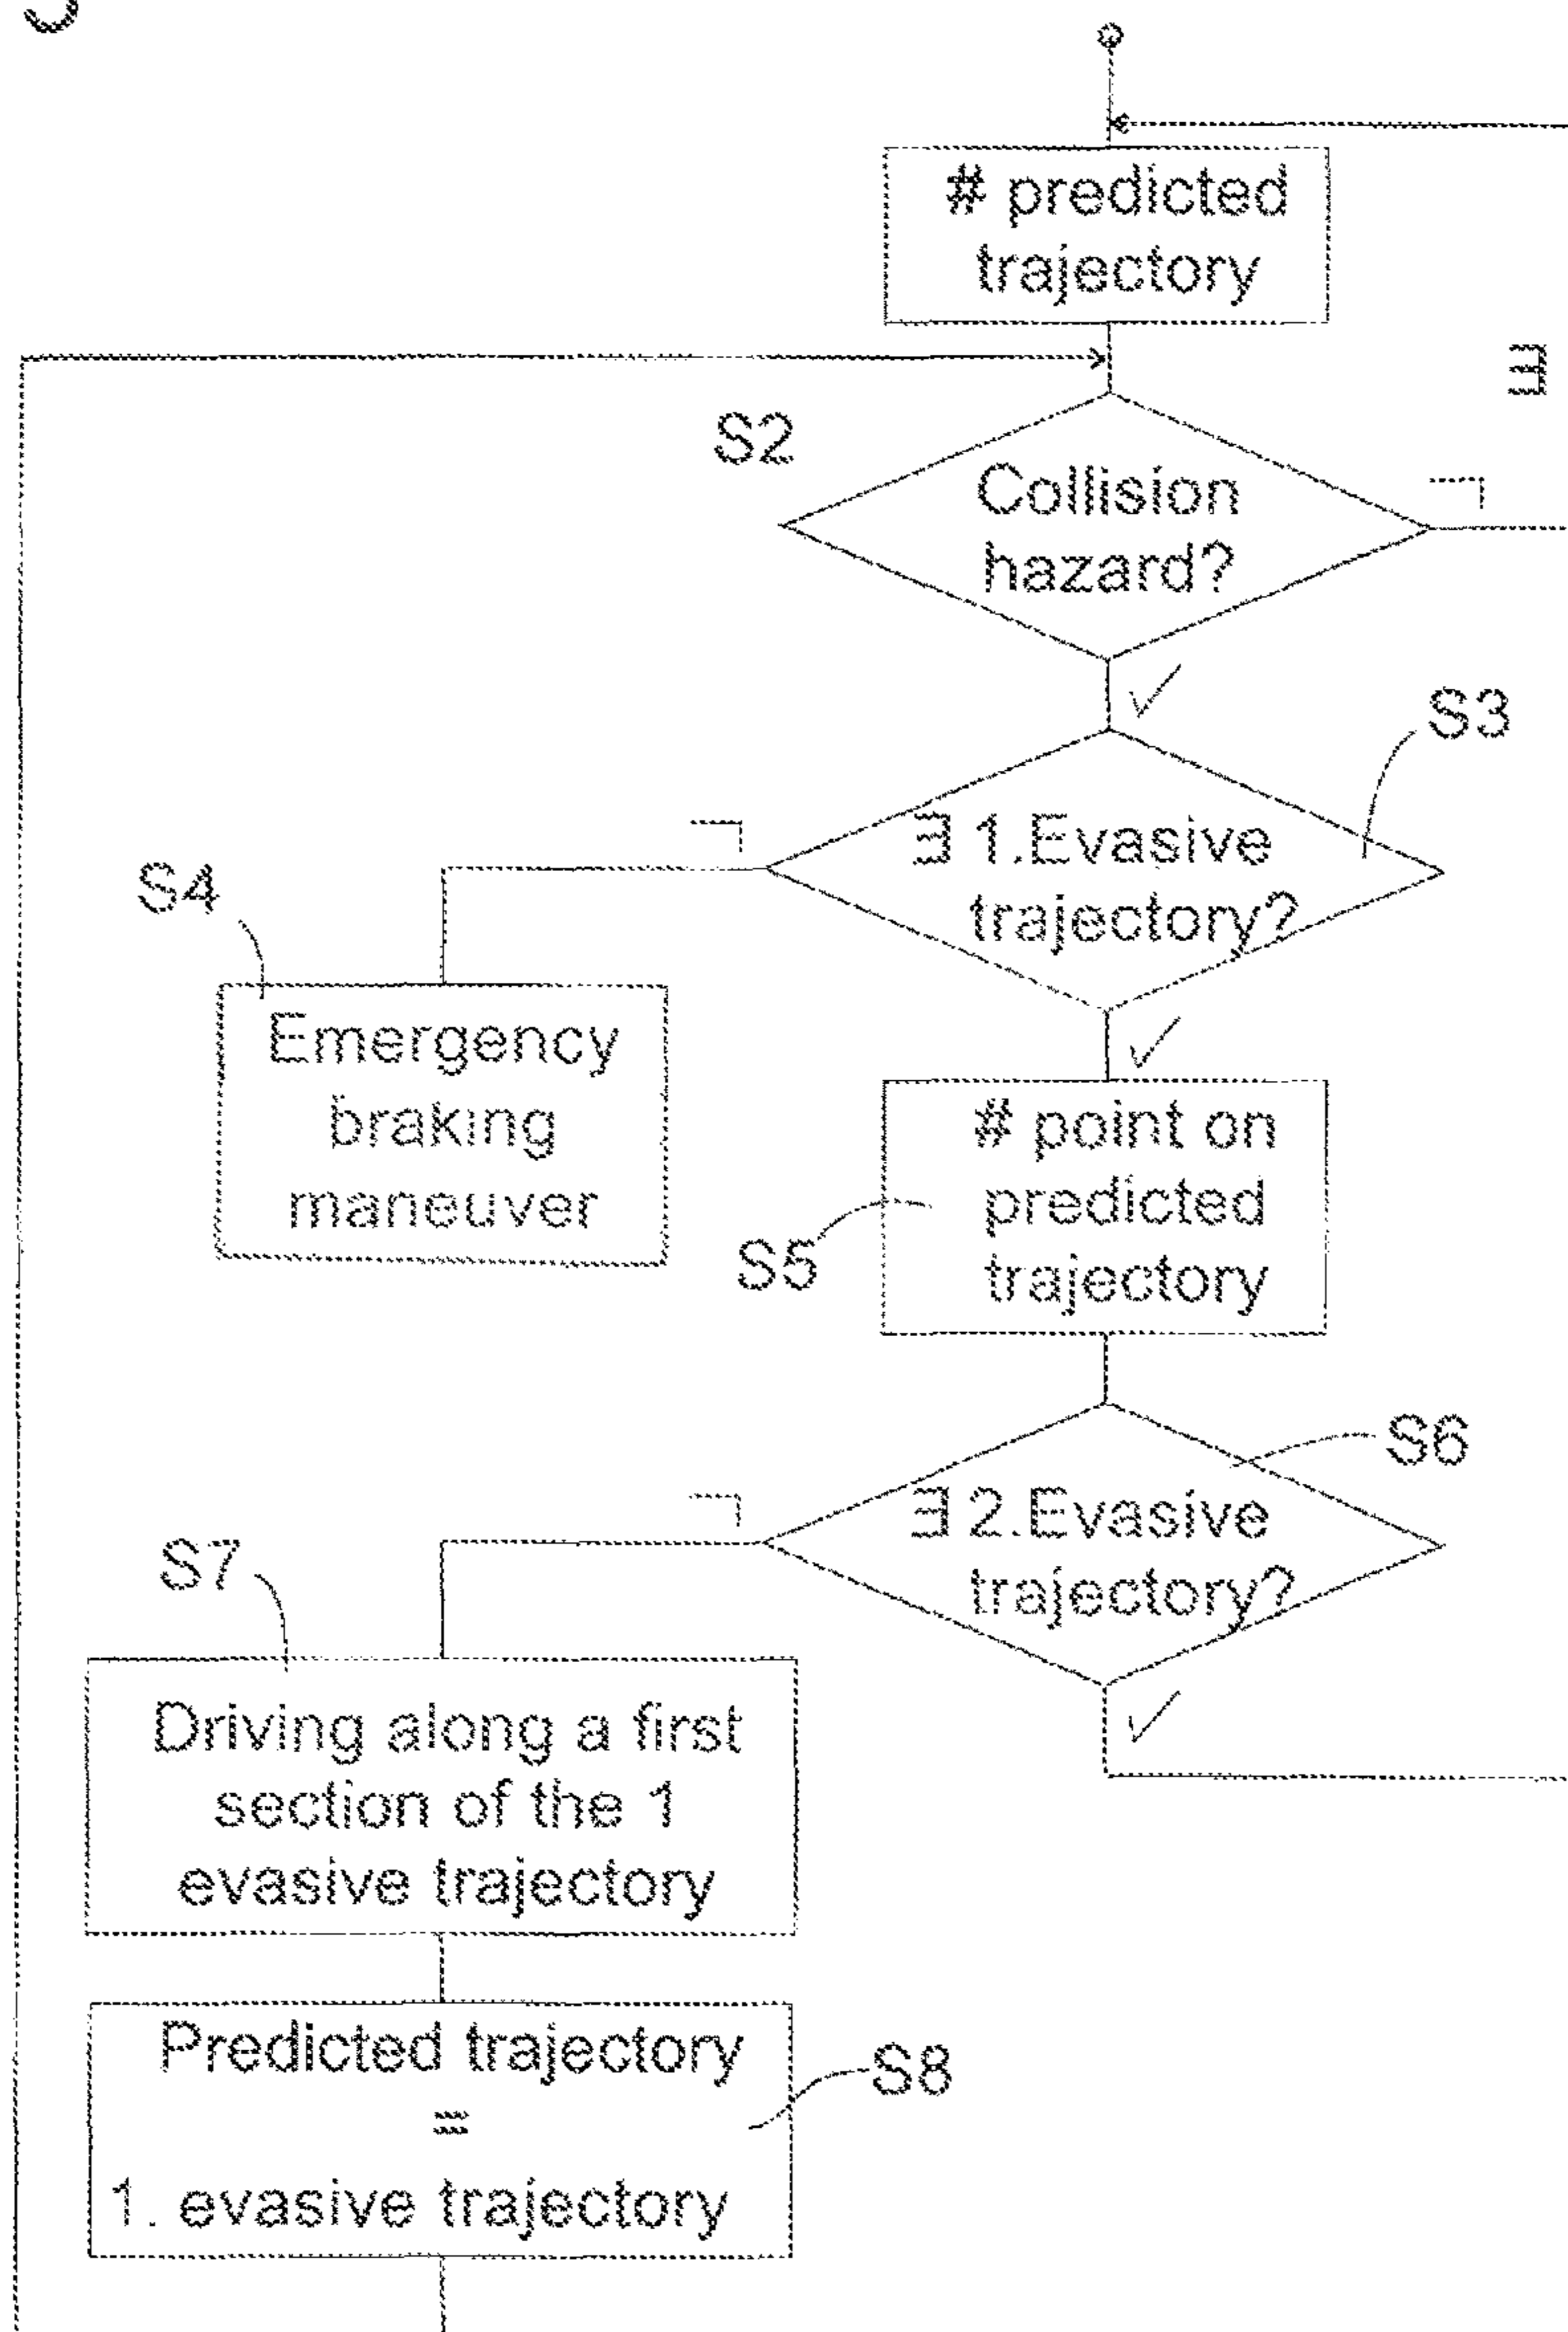 # predicted
trajectory
∃
S2
Collision
hazard?
✓
S3
∃ 1.Evasive
trajectory?
S4
✓
Emergency
braking
maneuver
# point on
predicted
trajectory
S5
S6
∃ 2.Evasive
trajectory?
S7
✓
Driving along a first
section of the 1
evasive trajectory
Predicted trajectory
=
1. evasive trajectory
S8